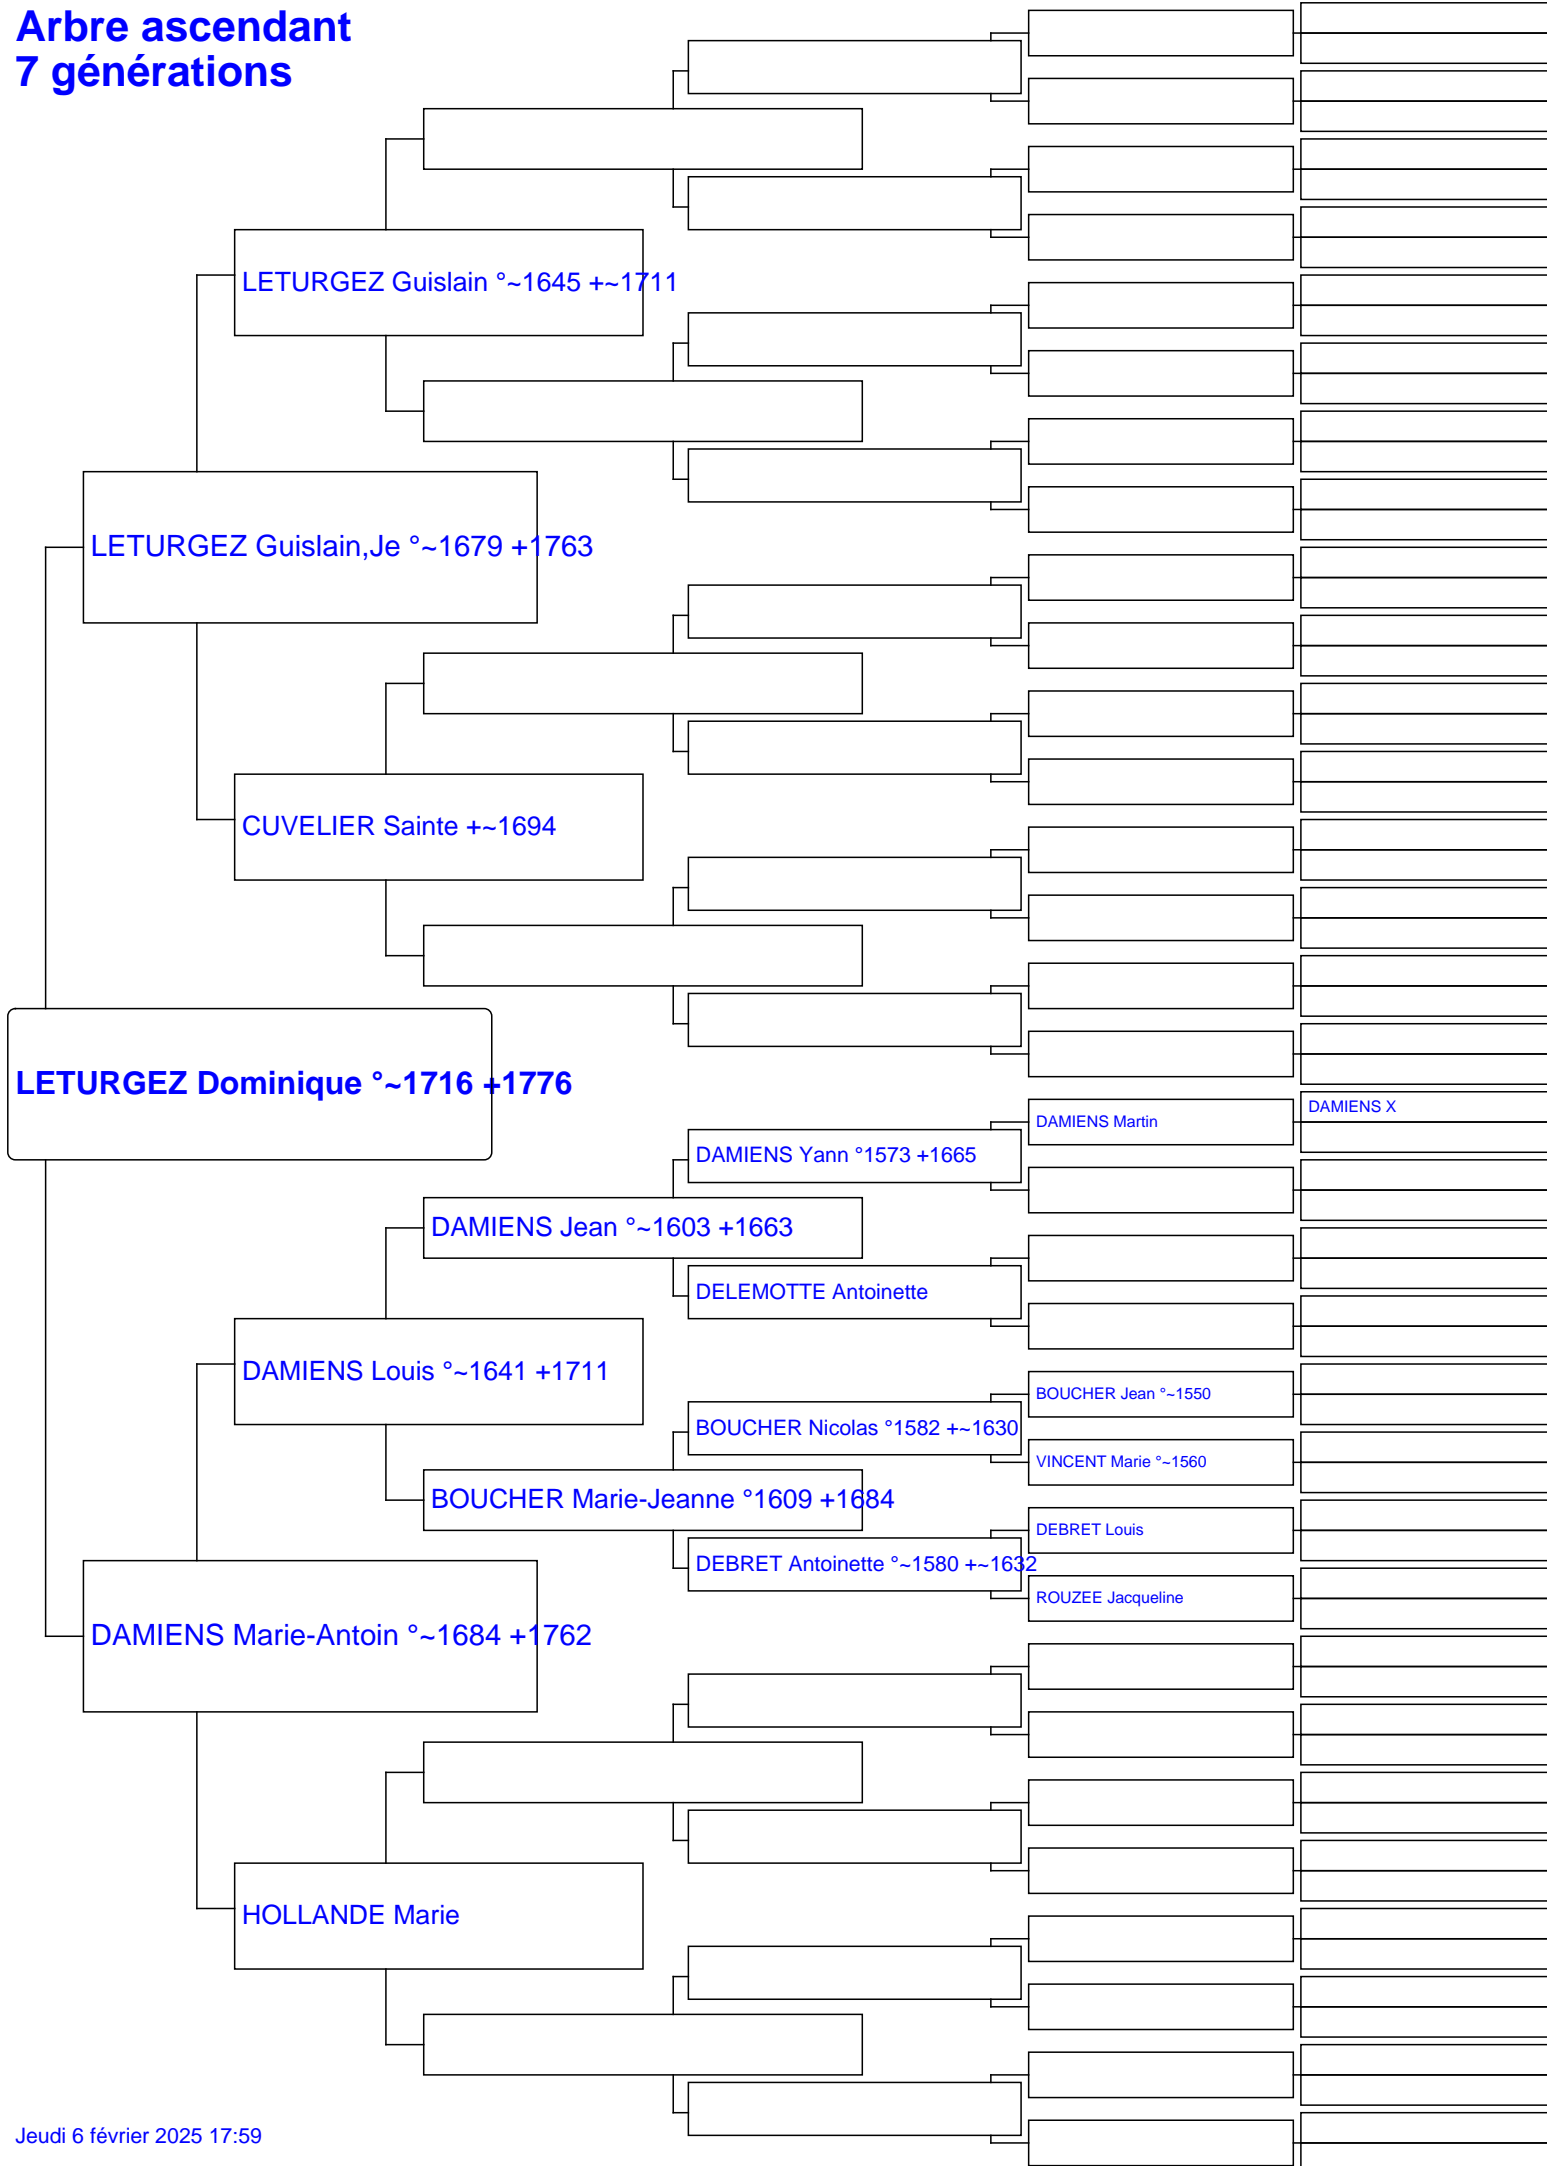 Arbre ascendant
7 générations
LETURGEZ Guislain °~1645 +~1711
LETURGEZ Guislain,Je °~1679 +1763
CUVELIER Sainte +~1694
LETURGEZ Dominique °~1716 +1776
DAMIENS X
DAMIENS Martin
DAMIENS Yann °1573 +1665
DAMIENS Jean °~1603 +1663
DELEMOTTE Antoinette
DAMIENS Louis °~1641 +1711
BOUCHER Jean °~1550
BOUCHER Nicolas °1582 +~1630
VINCENT Marie °~1560
BOUCHER Marie-Jeanne °1609 +1684
DEBRET Louis
DEBRET Antoinette °~1580 +~1632
ROUZEE Jacqueline
DAMIENS Marie-Antoin °~1684 +1762
HOLLANDE Marie
Jeudi 6 février 2025 17:59